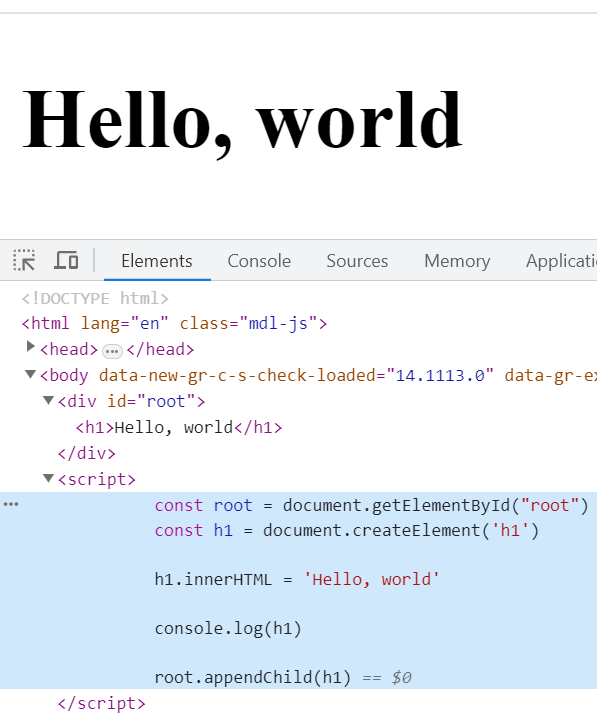 Hello, world
Elements Console Sources Memory Applicati
<!DOCTYPE html>
<html lang="en" class="mdl-js">
<head> ... </head>
<body data-new-gr-c-s-check-loaded="14.1113.0" data-gr-ex
<div id="root">
<h1>Hello, world</h1>
</div>
<script>
const root = document.getElementById("root")
const h1 = document.createElement('h1')
h1.innerHTML = 'Hello, world'
console.log(h1)
root.appendChild(h1) == $0
</script>